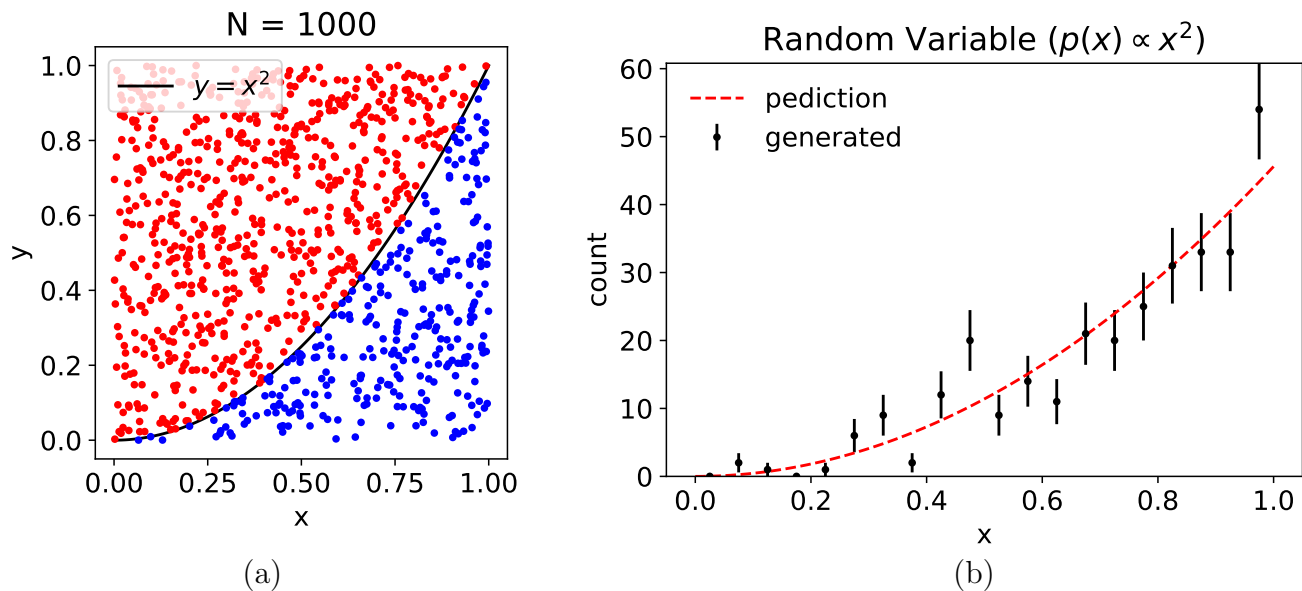 N = 1000
y = x²
1.0
0.8
0.6
0.4
0.2
0.0
y
0.00 0.25 0.50 0.75 1.00
x
(a)
Random Variable (p(x) ∝ x²)
pediction
generated
60
50
40
30
20
10
0
count
0.0 0.2 0.4 0.6 0.8 1.0
x
(b)